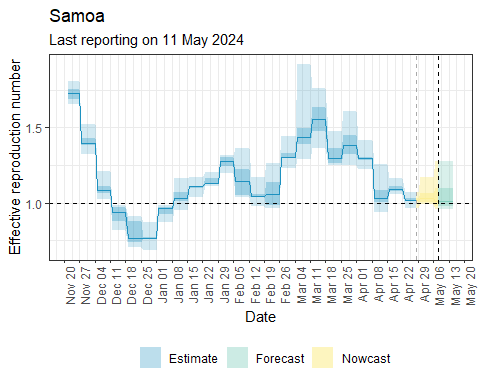 Samoa
Last reporting on 11 May 2024
Effective reproduction number
1.5
1.0
Nov 20
Nov 27
Dec 04
Dec 11
Dec 18
Dec 25
Jan 01
Jan 08
Jan 15
Jan 22
Jan 29
Feb 05
Feb 12
Feb 19
Feb 26
Mar 04
Mar 11
Mar 18
Mar 25
Apr 01
Apr 08
Apr 15
Apr 22
Apr 29
May 06
May 13
May 20
Date
Estimate Forecast Nowcast